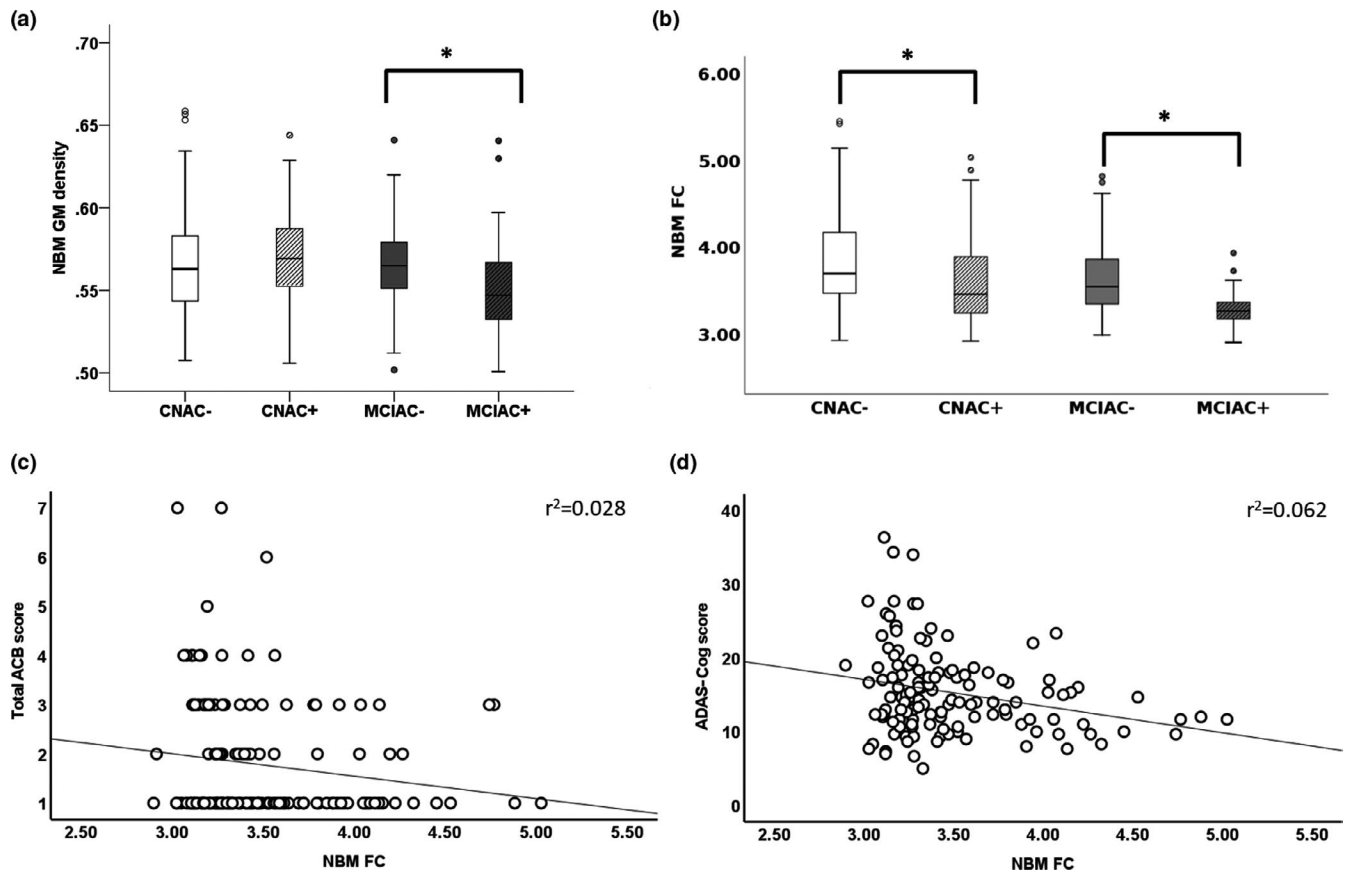 (a)
NBM GM density
.70
.65
.60
.55
.50
*
CNAC-
CNAC+
MCIAC-
MCIAC+
(b)
NBM FC
6.00
5.00
4.00
3.00
*
*
CNAC-
CNAC+
MCIAC-
MCIAC+
(c)
Total ACB score
7
6
5
4
3
2
1
r²=0.028
2.50
3.00
3.50
4.00
4.50
5.00
5.50
NBM FC
(d)
ADAS-Cog score
40
30
20
10
0
r²=0.062
2.50
3.00
3.50
4.00
4.50
5.00
5.50
NBM FC